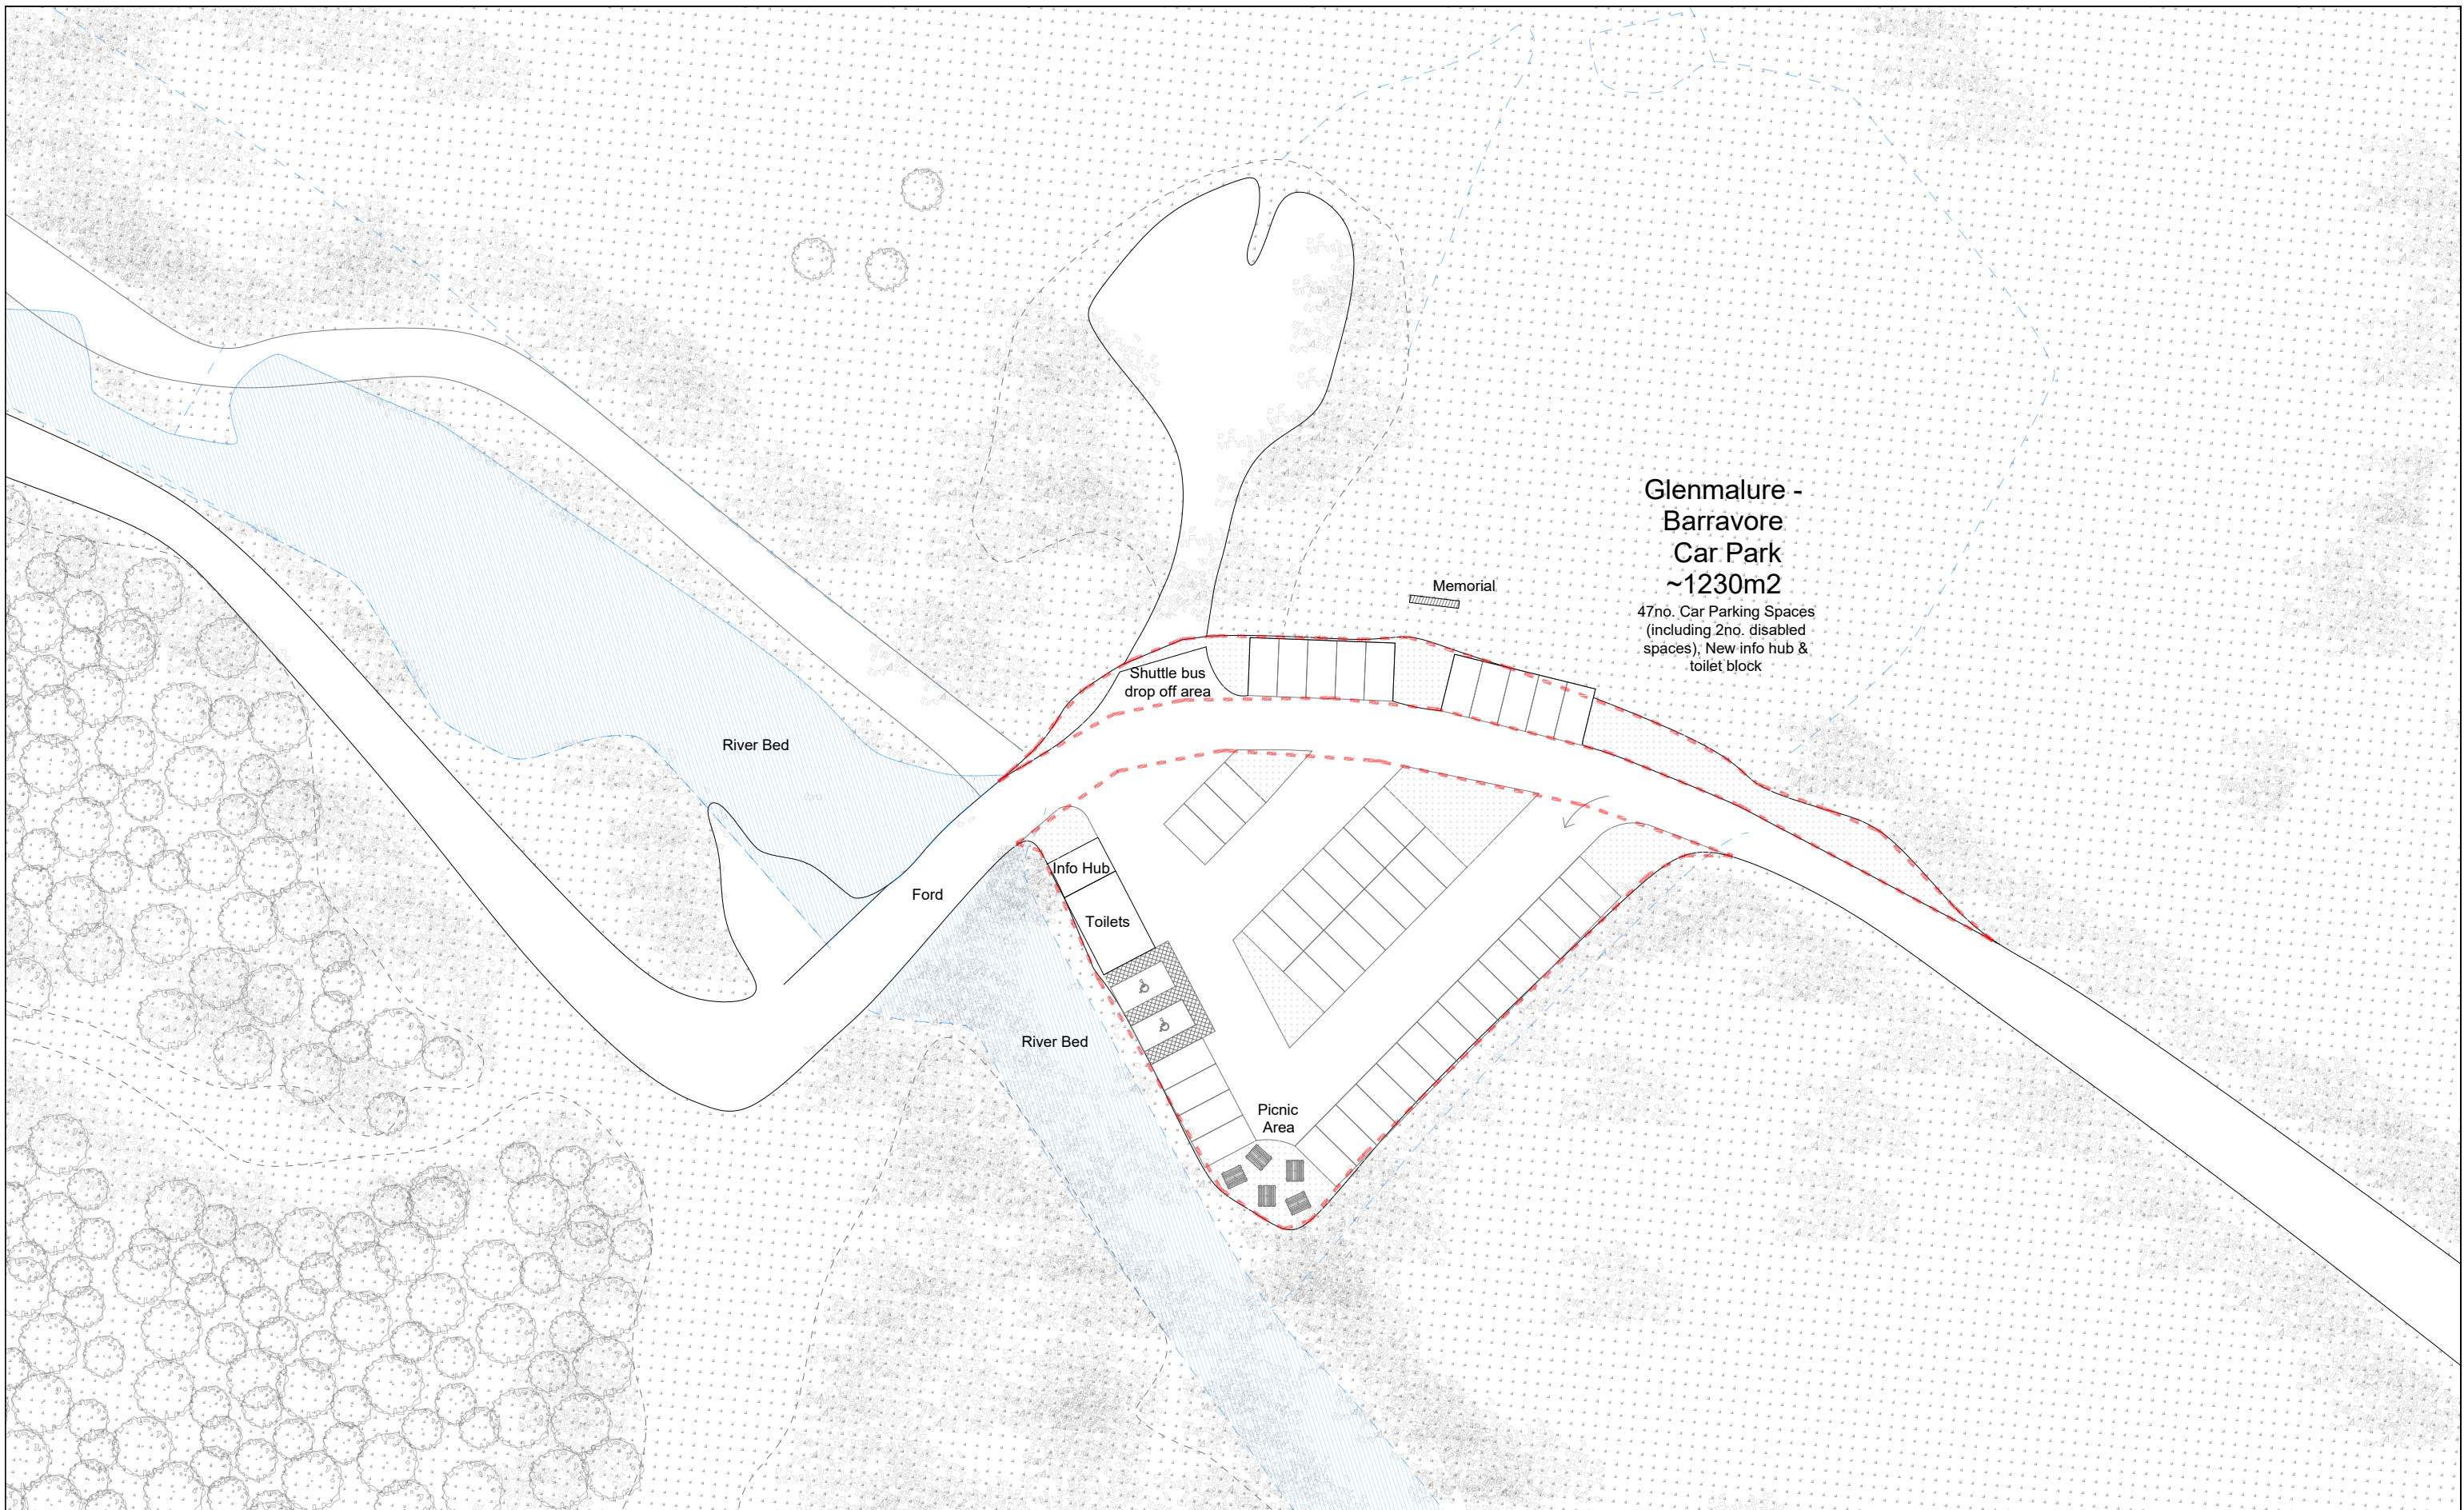 Glenmalure -
Barravore
Car Park
~1230m2
47no. Car Parking Spaces
(including 2no. disabled
spaces), New info hub &
toilet block
Memorial
Shuttle bus
drop off area
River Bed
Info Hub
Ford
Toilets
River Bed
Picnic
Area